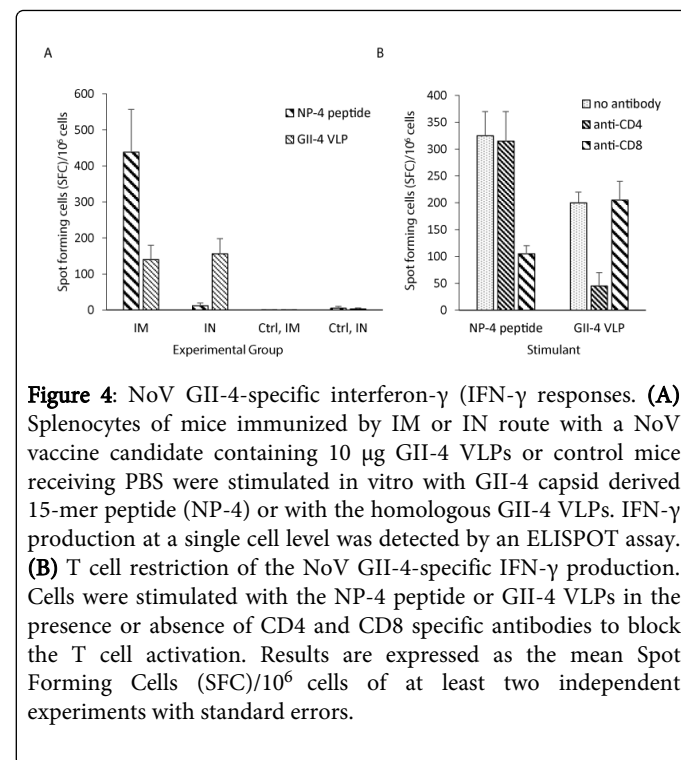 A
B
600
500
400
300
200
100
0
Spot forming cells (SFC)/10⁶ cells
NP-4 peptide
GII-4 VLP
IM
IN
Ctrl, IM
Ctrl, IN
Experimental Group
400
350
300
250
200
150
100
50
0
Spot forming cells (SFC)/10⁶ cells
no antibody
anti-CD4
anti-CD8
NP-4 peptide
GII-4 VLP
Stimulant
Figure 4: NoV GII-4-specific interferon-γ (IFN-γ responses. (A)
Splenocytes of mice immunized by IM or IN route with a NoV
vaccine candidate containing 10 μg GII-4 VLPs or control mice
receiving PBS were stimulated in vitro with GII-4 capsid derived
15-mer peptide (NP-4) or with the homologous GII-4 VLPs. IFN-γ
production at a single cell level was detected by an ELISPOT assay.
(B) T cell restriction of the NoV GII-4-specific IFN-γ production.
Cells were stimulated with the NP-4 peptide or GII-4 VLPs in the
presence or absence of CD4 and CD8 specific antibodies to block
the T cell activation. Results are expressed as the mean Spot
Forming Cells (SFC)/10⁶ cells of at least two independent
experiments with standard errors.